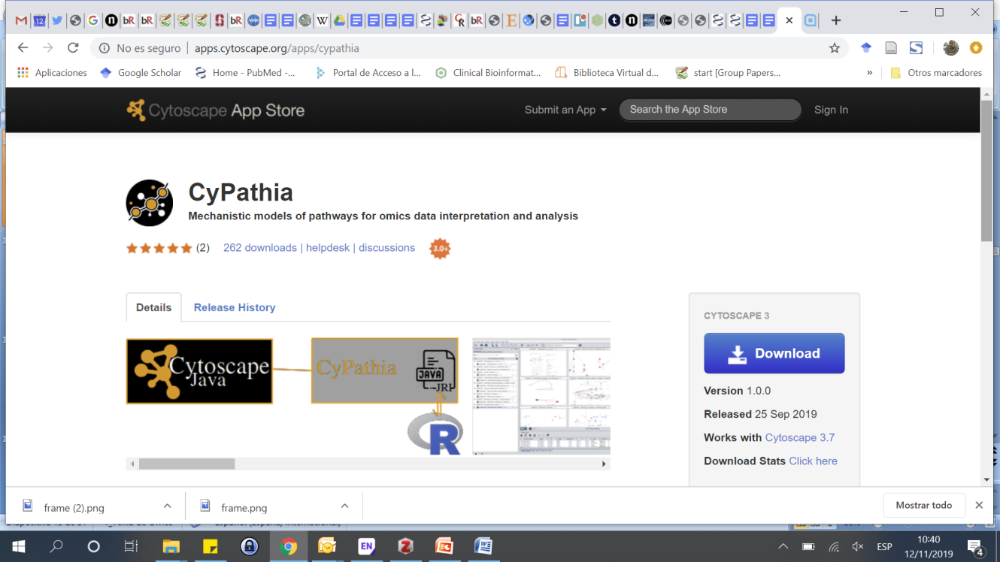 No es seguro | apps.cytoscape.org/apps/cypathia
Aplicaciones Google Scholar Home - PubMed -... Portal de Acceso a l... Clinical Bioinformat... Biblioteca Virtual d... start [Group Papers... » Otros marcadores
Cytoscape App Store Submit an App Search the App Store Sign In
CyPathia
Mechanistic models of pathways for omics data interpretation and analysis
(2) 262 downloads | helpdesk | discussions 3.0+
Details Release History
CYTOSCAPE 3
Download
Version 1.0.0
Released 25 Sep 2019
Works with Cytoscape 3.7
Download Stats Click here
Cytoscape
Java
CyPathia
JAVA
JRI
R
frame (2).png frame.png Mostrar todo
EN ESP
10:40
12/11/2019
4